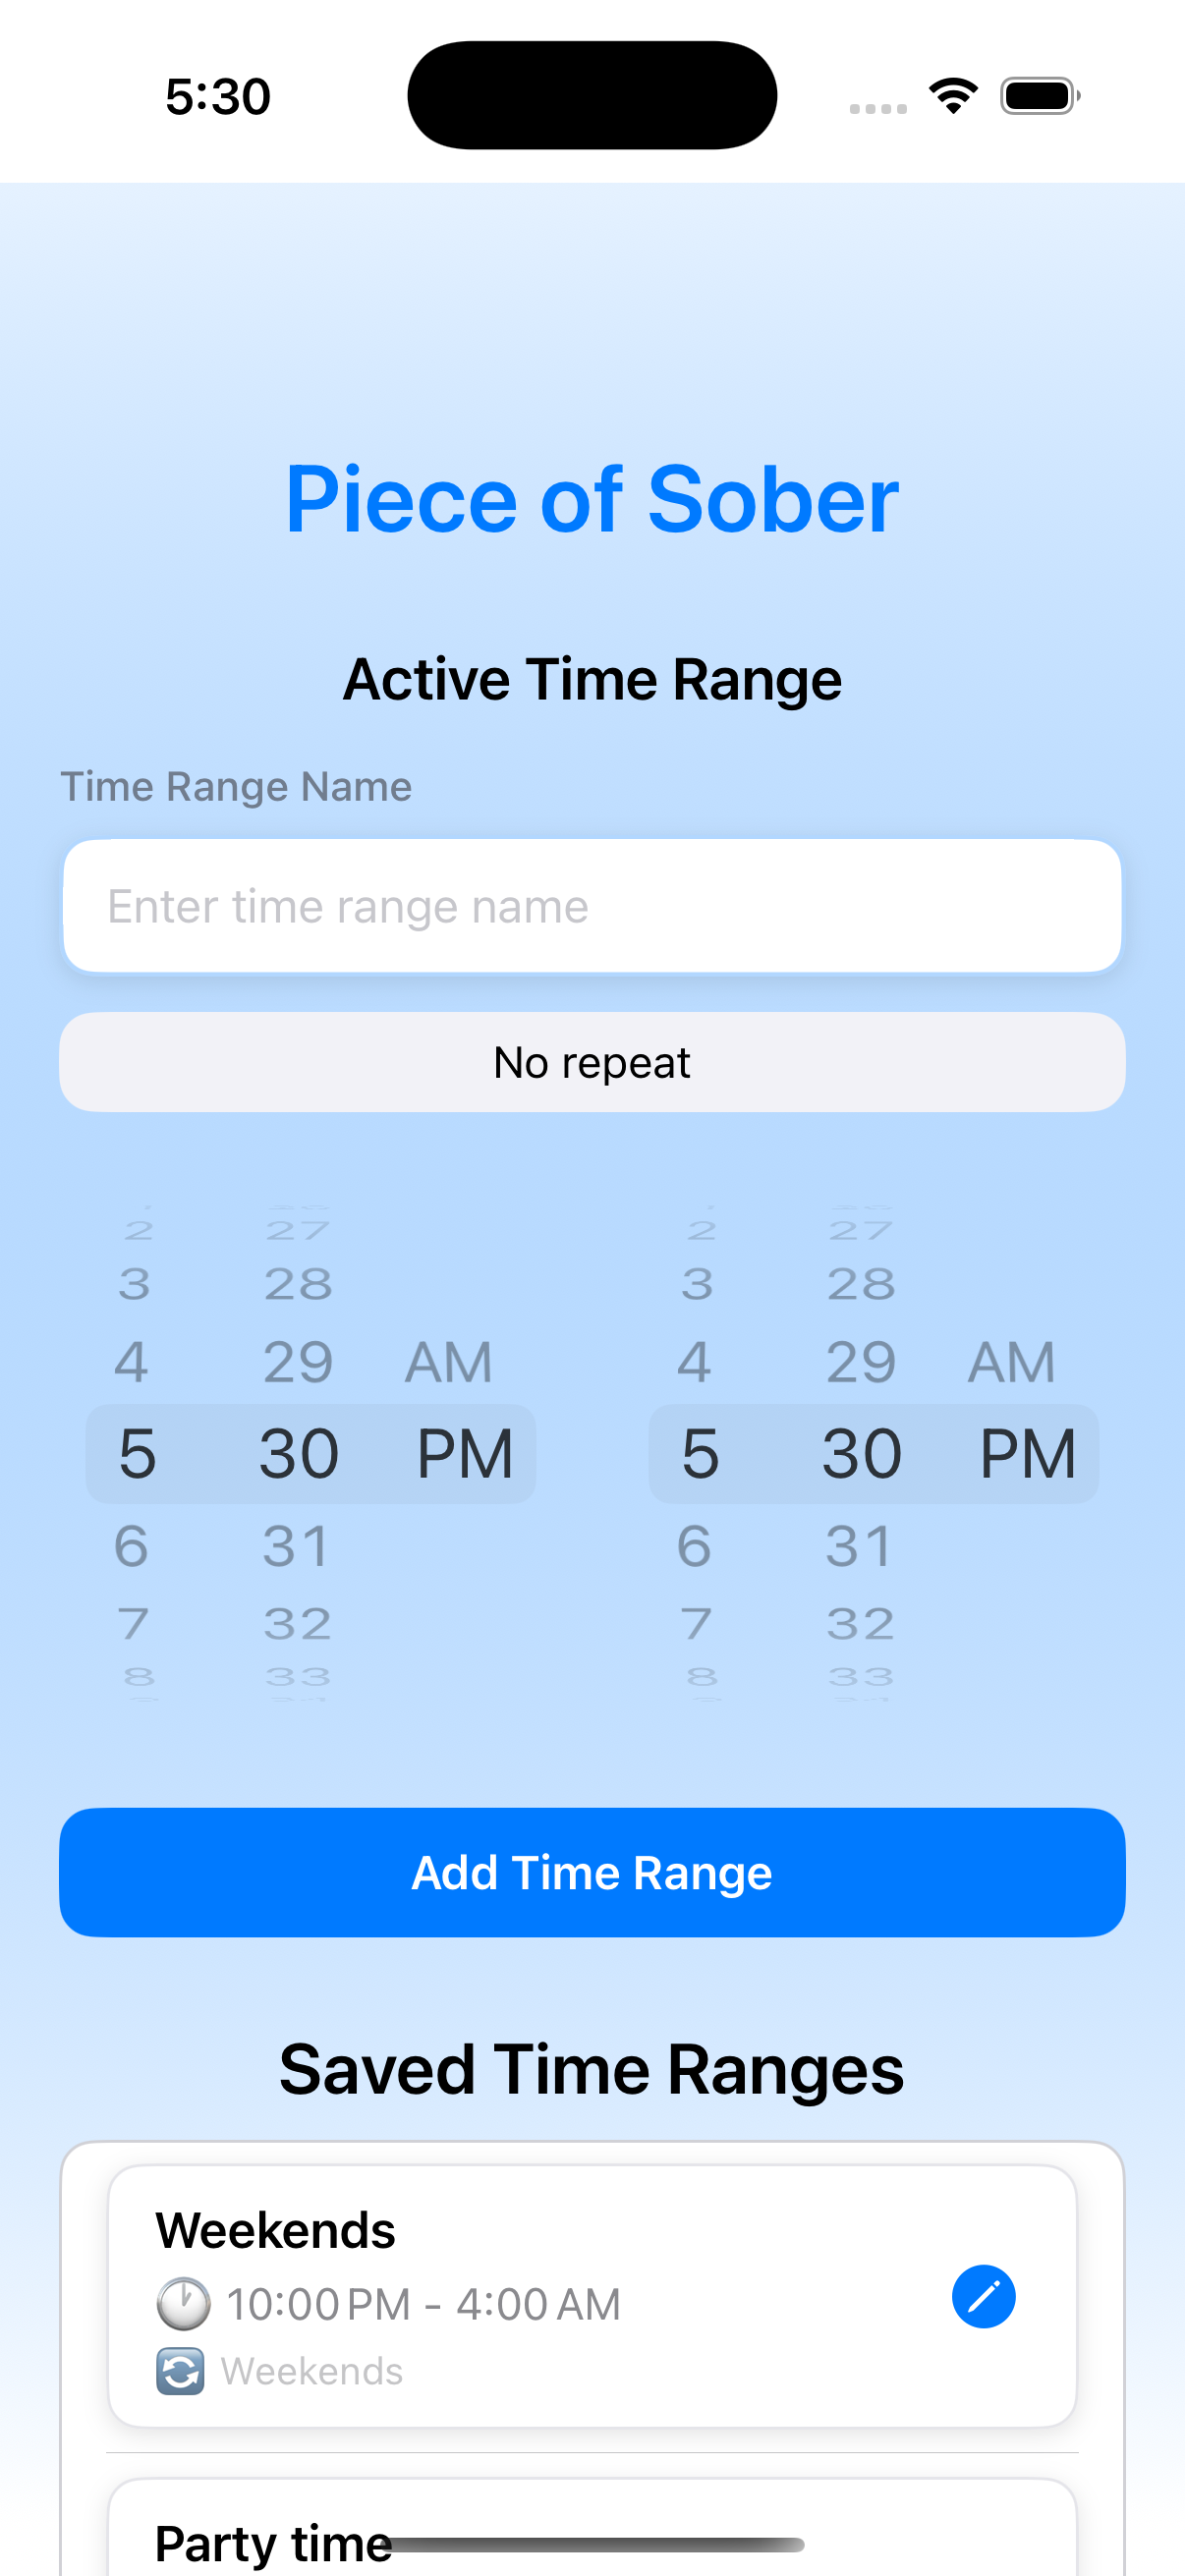 5:30
Piece of Sober
Active Time Range
Time Range Name
Enter time range name
No repeat
2 27 2 27
3 28 3 28
4 29 AM 4 29 AM
5 30 PM 5 30 PM
6 31 6 31
7 32 7 32
8 33 8 33
Add Time Range
Saved Time Ranges
Weekends
10:00 PM - 4:00 AM
Weekends
Party time